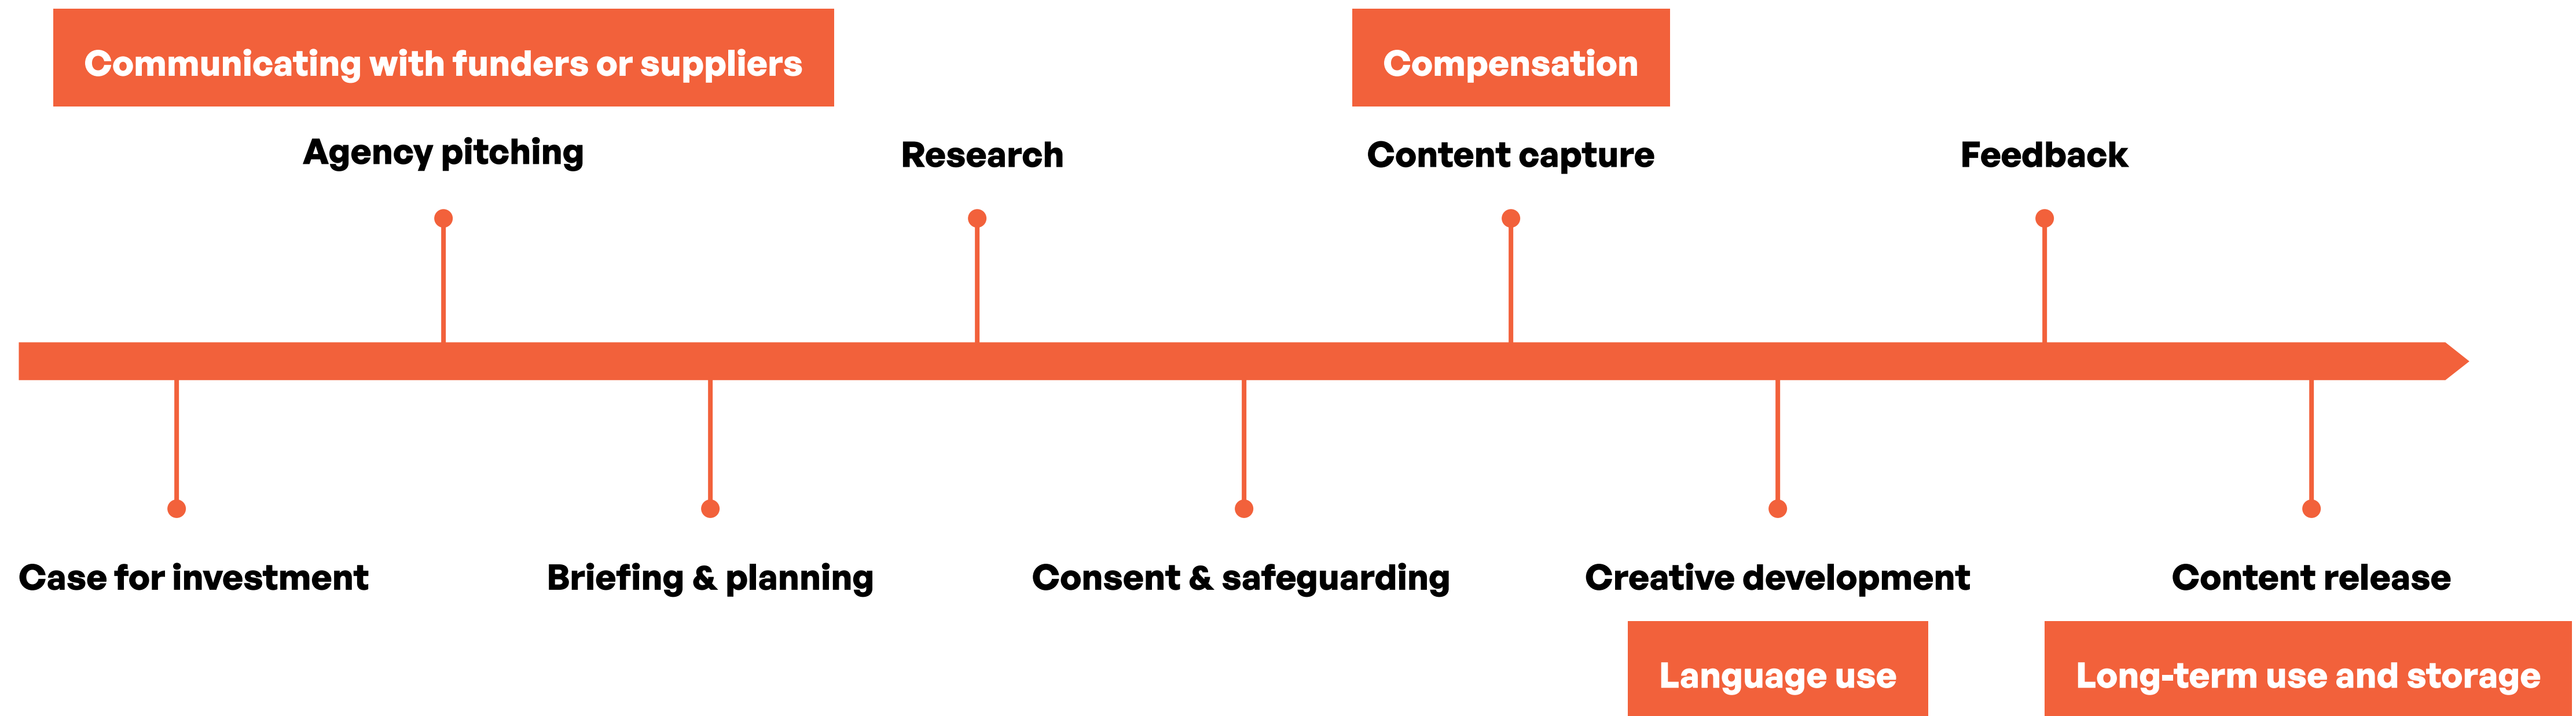 Communicating with funders or suppliers
Compensation
Agency pitching
Research
Content capture
Feedback
Case for investment
Briefing & planning
Consent & safeguarding
Creative development
Content release
Language use
Long-term use and storage